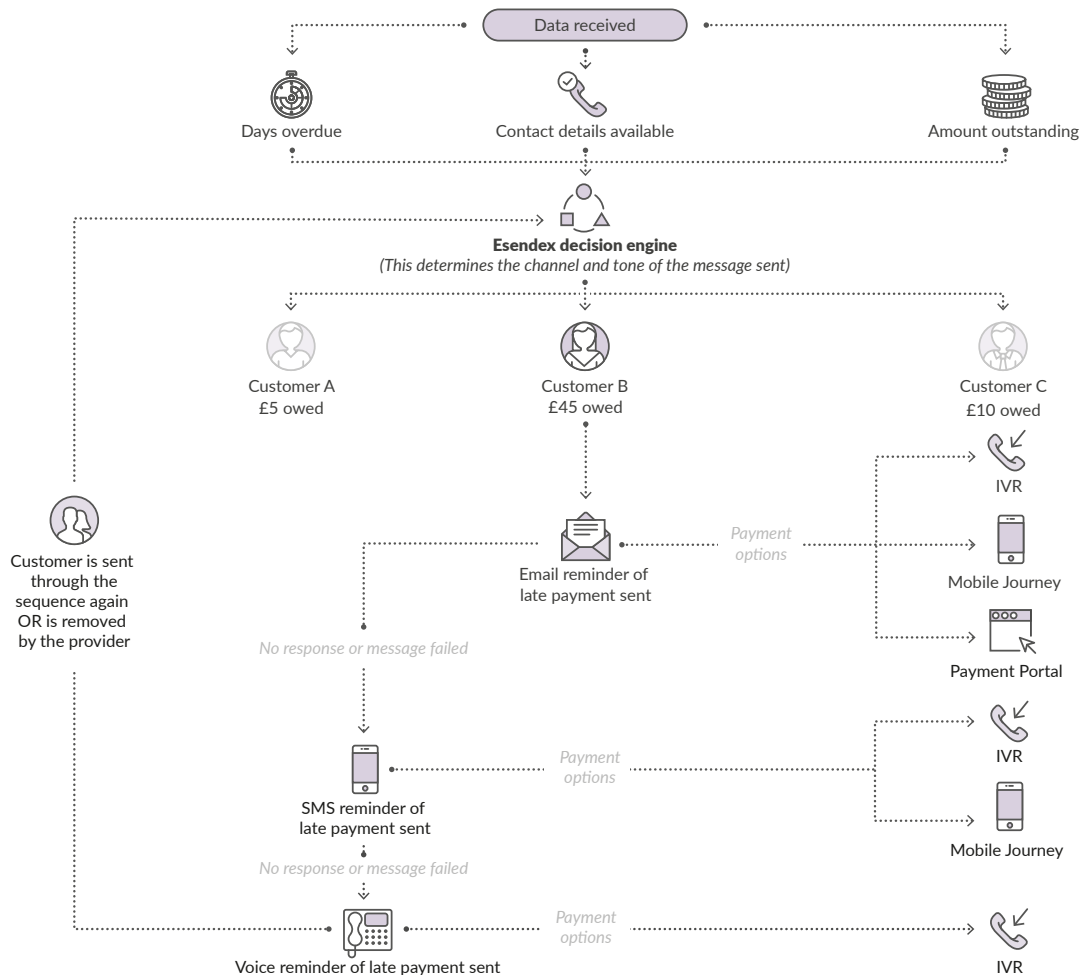 Data received
Days overdue
Contact details available
Amount outstanding
Esendex decision engine
(This determines the channel and tone of the message sent)
Customer A
£5 owed
Customer B
£45 owed
Customer C
£10 owed
IVR
Payment
options
Mobile Journey
Email reminder of
late payment sent
Customer is sent
through the
sequence again
OR is removed
by the provider
No response or message failed
Payment Portal
IVR
Payment
options
SMS reminder of
late payment sent
Mobile Journey
No response or message failed
Payment
options
Voice reminder of late payment sent
IVR